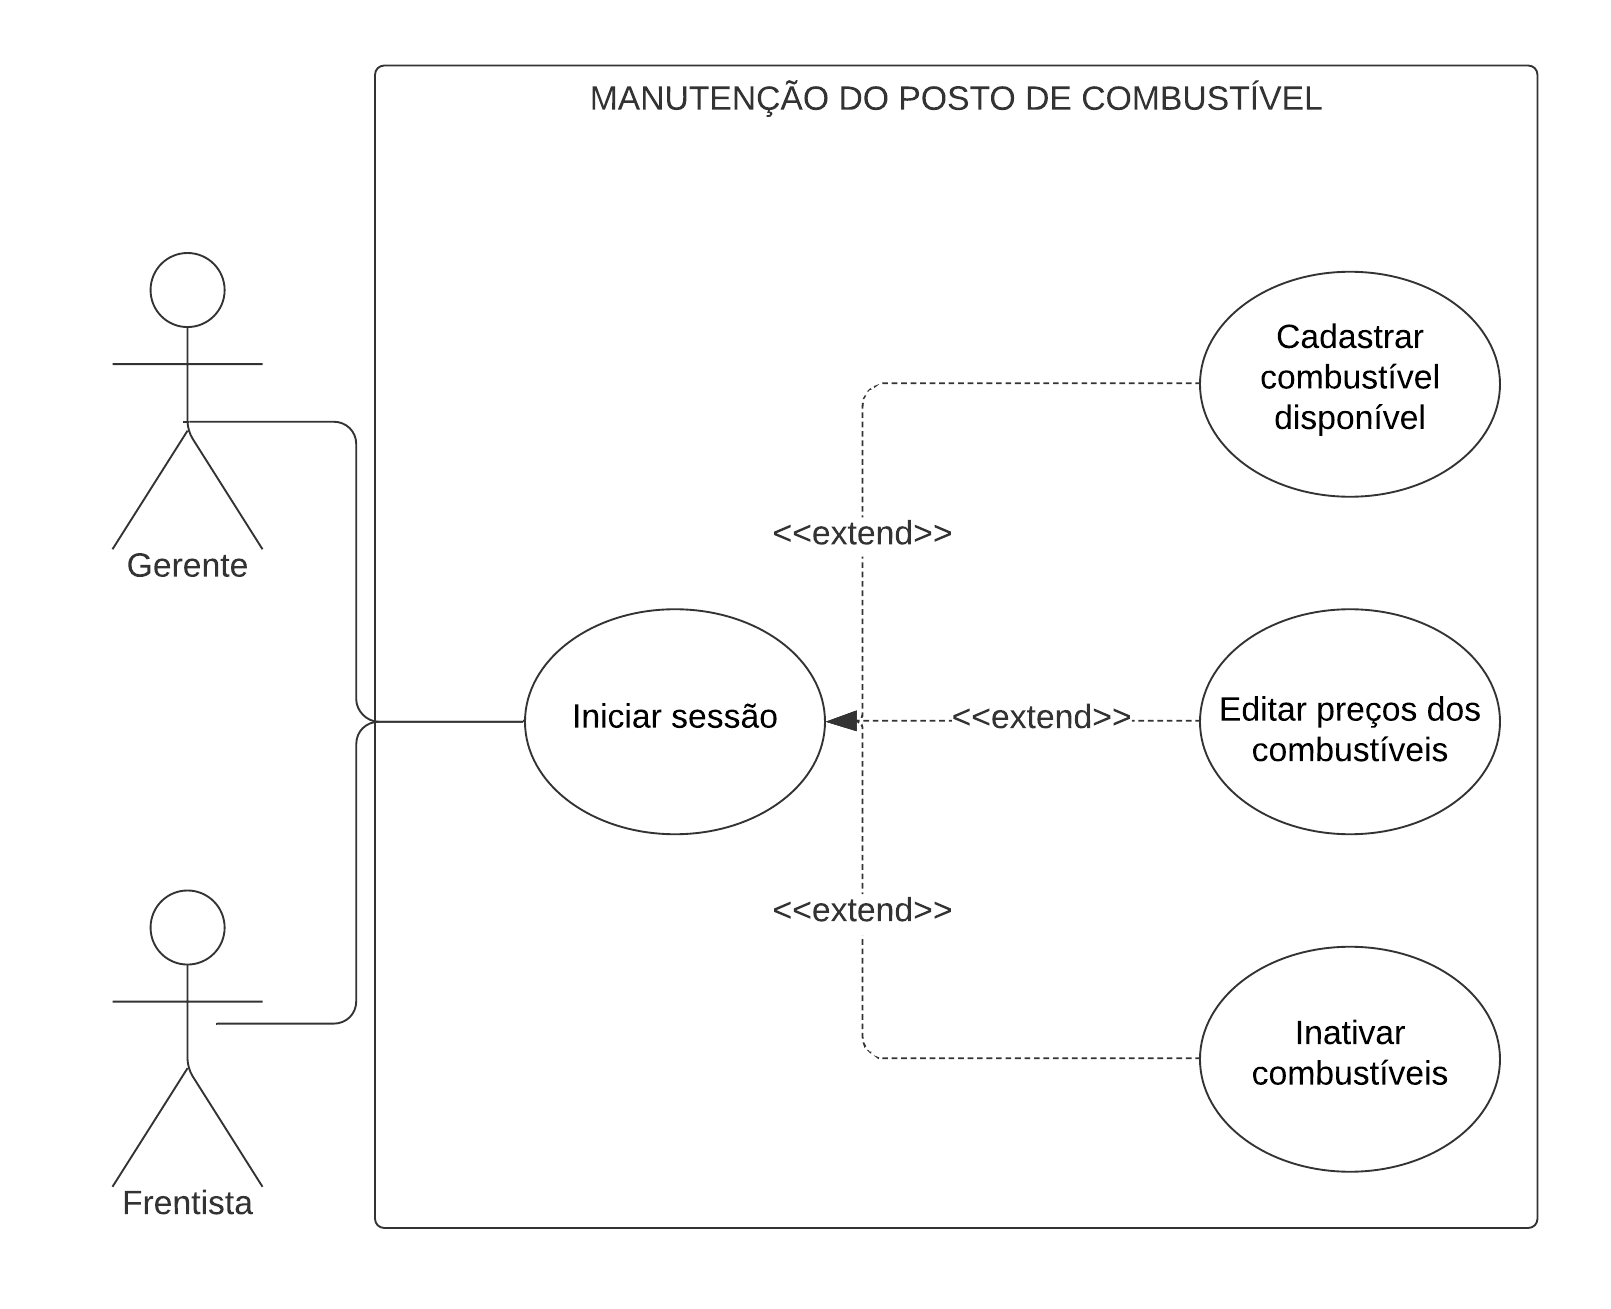 MANUTENÇÃO DO POSTO DE COMBUSTÍVEL
Cadastrar
combustível
disponível
<<extend>>
Gerente
Iniciar sessão
<<extend>>
Editar preços dos
combustíveis
<<extend>>
Inativar
combustíveis
Frentista